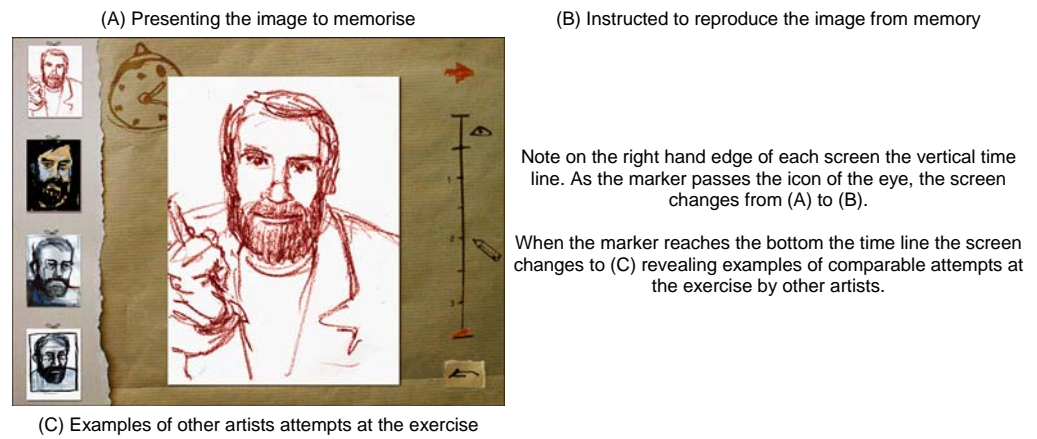 (A) Presenting the image to memorise
(B) Instructed to reproduce the image from memory
1
2
3
Note on the right hand edge of each screen the vertical time
line. As the marker passes the icon of the eye, the screen
changes from (A) to (B).
When the marker reaches the bottom the time line the screen
changes to (C) revealing examples of comparable attempts at
the exercise by other artists.
(C) Examples of other artists attempts at the exercise